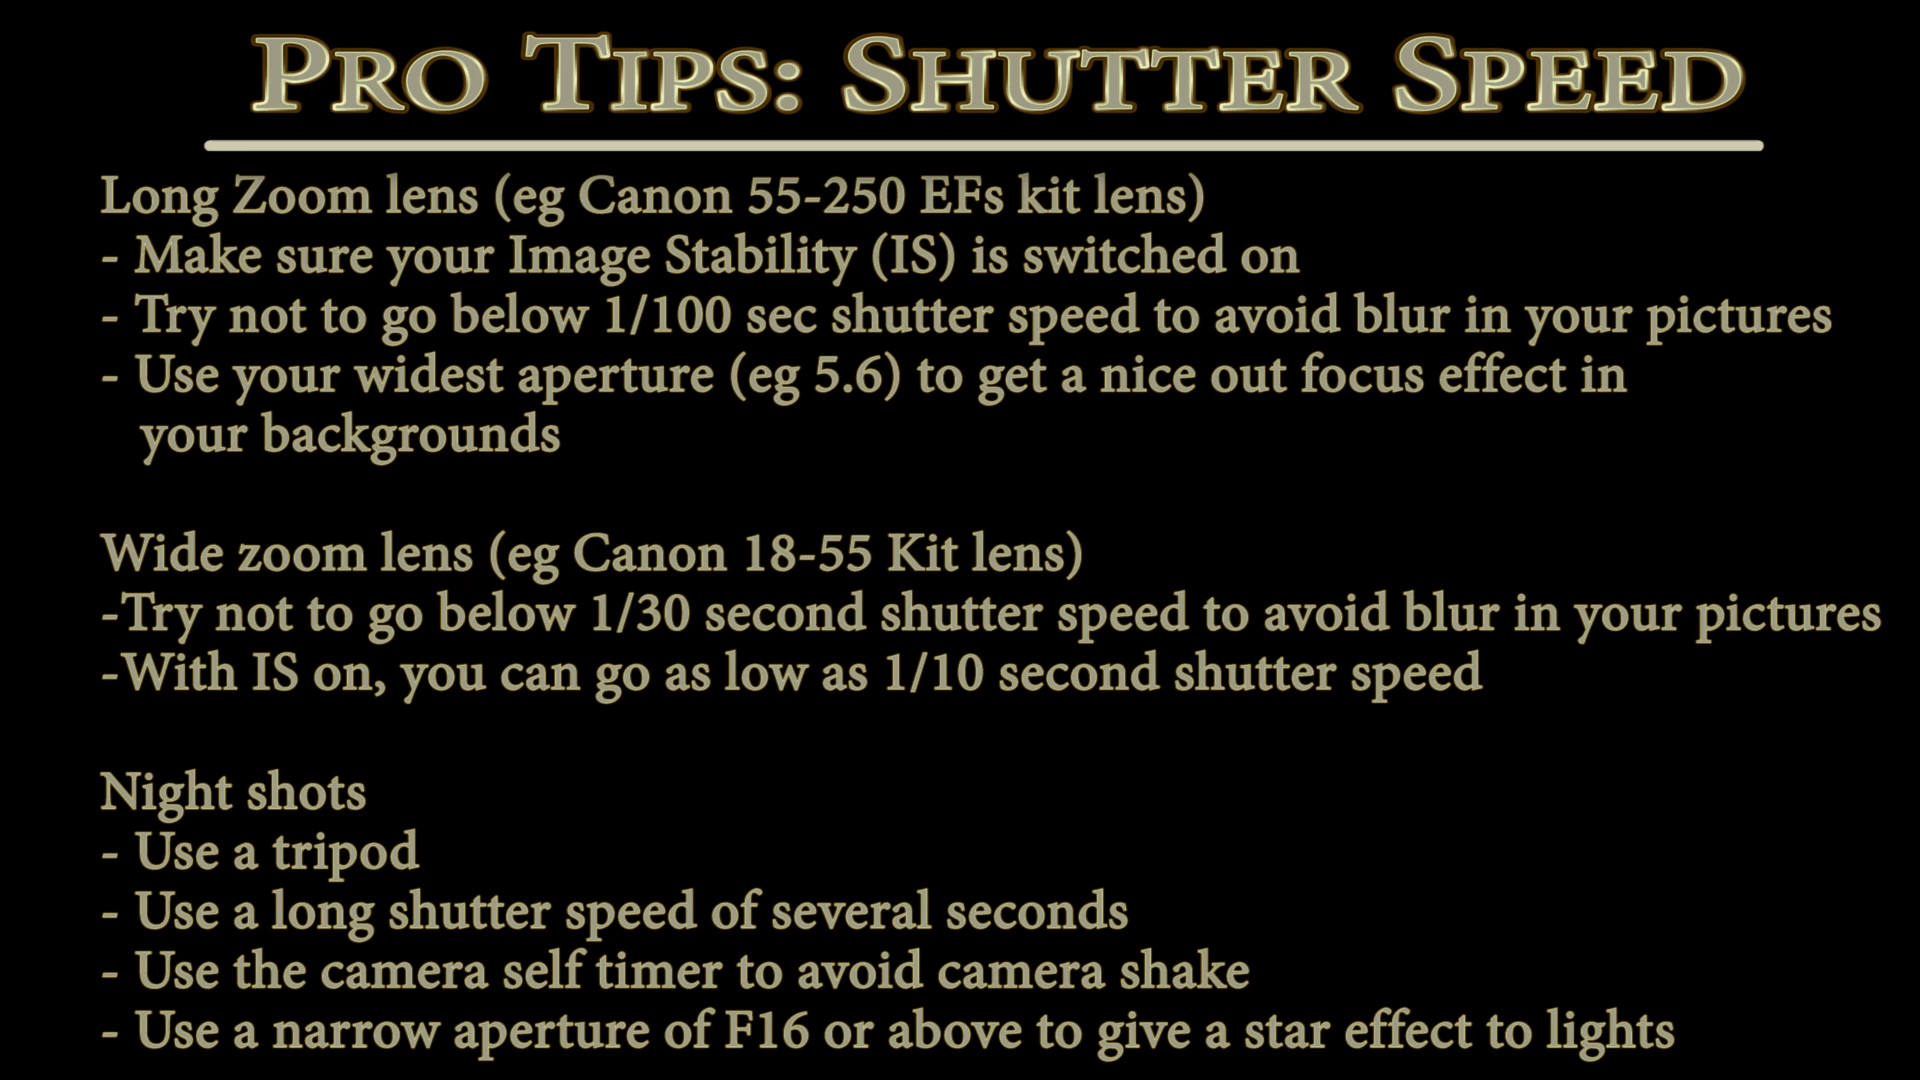 Pro Tips: Shutter Speed
Long Zoom lens (eg Canon 55-250 EFs kit lens)
- Make sure your Image Stability (IS) is switched on
- Try not to go below 1/100 sec shutter speed to avoid blur in your pictures
- Use your widest aperture (eg 5.6) to get a nice out focus effect in
your backgrounds
Wide zoom lens (eg Canon 18-55 Kit lens)
-Try not to go below 1/30 second shutter speed to avoid blur in your pictures
-With IS on, you can go as low as 1/10 second shutter speed
Night shots
- Use a tripod
- Use a long shutter speed of several seconds
- Use the camera self timer to avoid camera shake
- Use a narrow aperture of F16 or above to give a star effect to lights